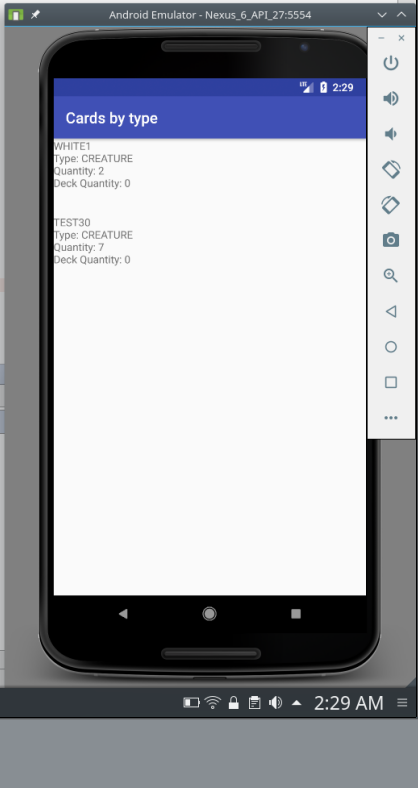 Android Emulator - Nexus_6_API_27:5554
LTE 2:29
Cards by type
WHITE1
Type: CREATURE
Quantity: 2
Deck Quantity: 0
TEST30
Type: CREATURE
Quantity: 7
Deck Quantity: 0
2:29 AM